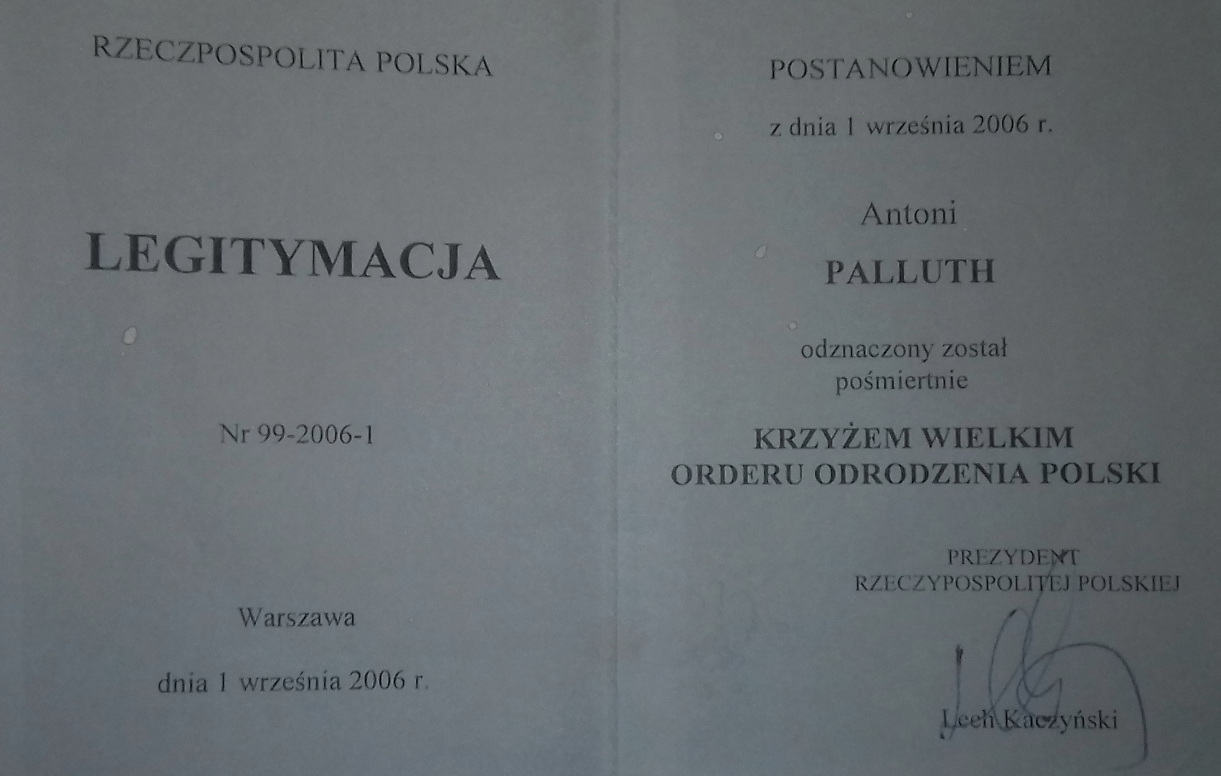 RZECZPOSPOLITA POLSKA
LEGITYMACJA
Nr 99-2006-1
Warszawa
dnia 1 września 2006 r.
POSTANOWIENIEM
z dnia 1 września 2006 r.
Antoni
PALLUTH
odznaczony został
pośmiertnie
KRZYŻEM WIELKIM
ORDERU ODRODZENIA POLSKI
PREZYDENT
RZECZYPOSPOLITEJ POLSKIEJ
Lech Kaczyński